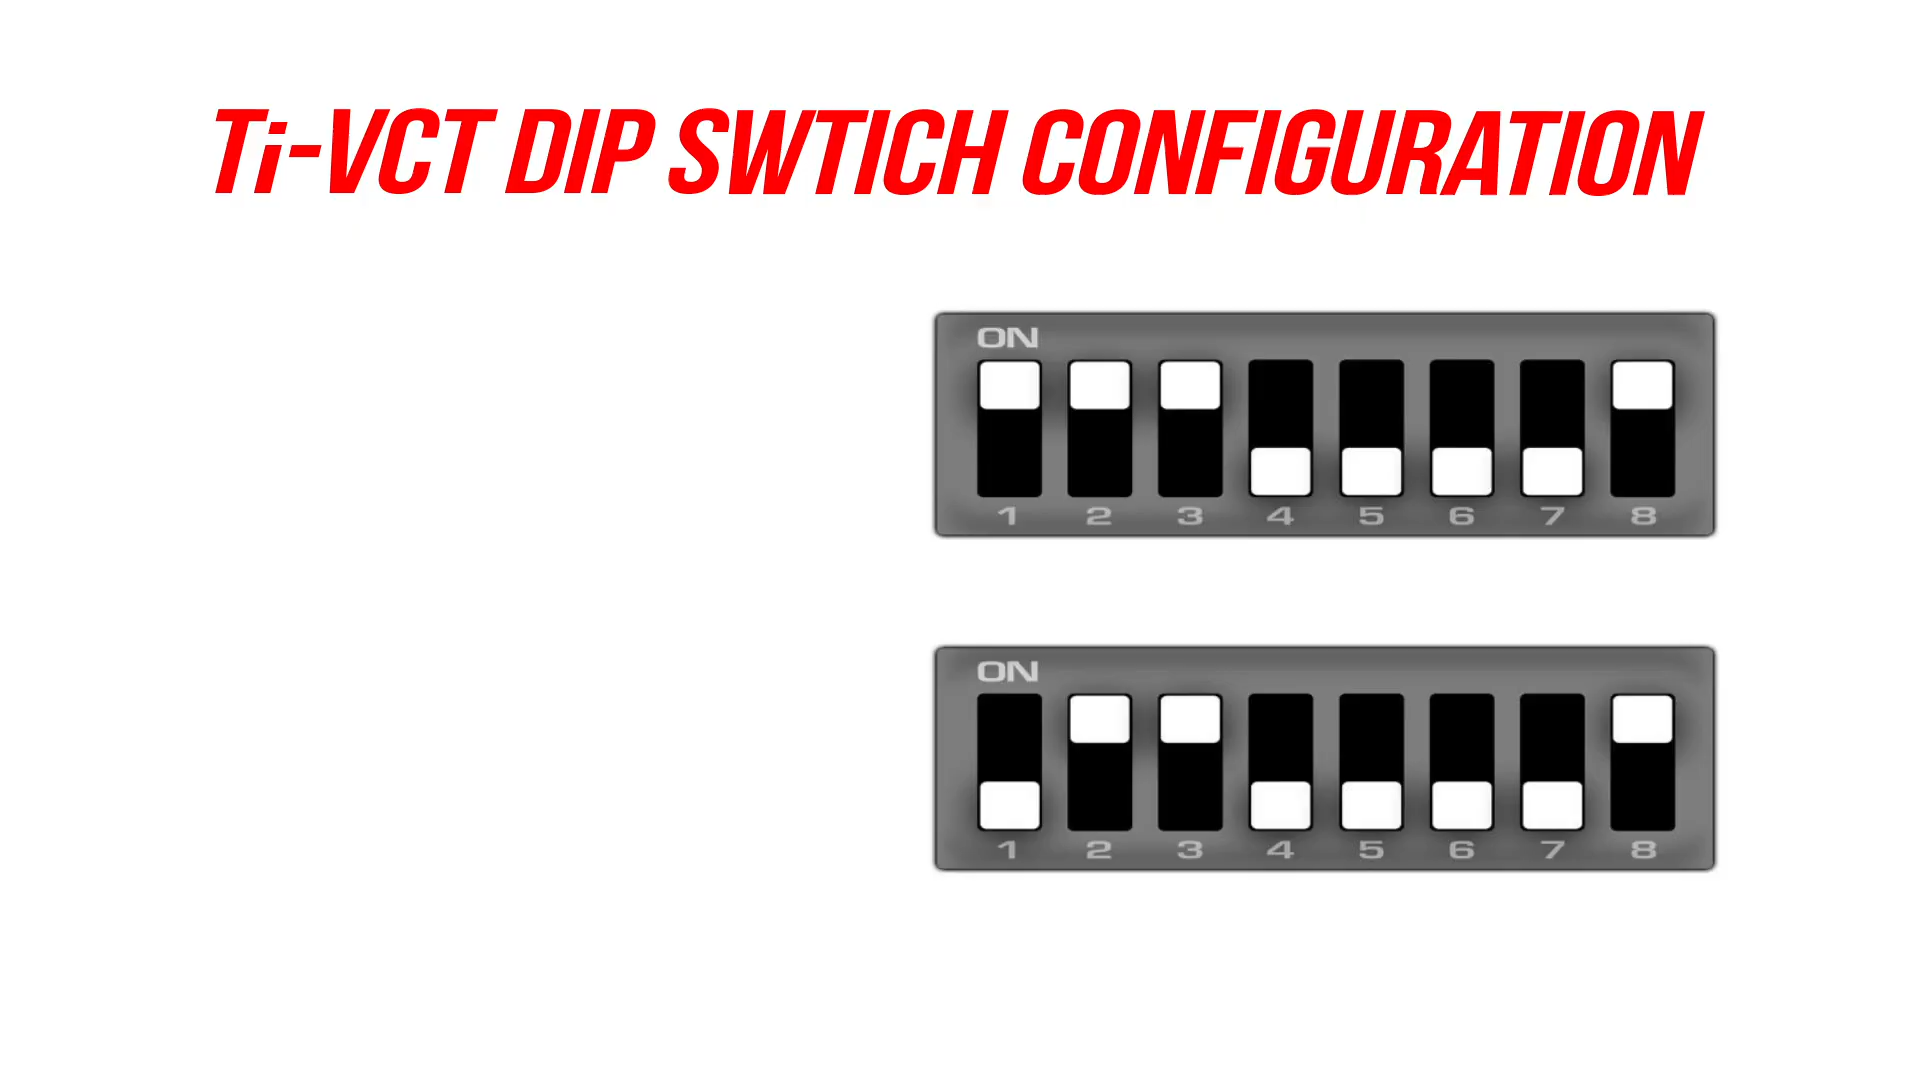 Ti-VCT DIP SWTICH CONFIGURATION
ON
1 2 3 4 5 6 7 8
ON
1 2 3 4 5 6 7 8